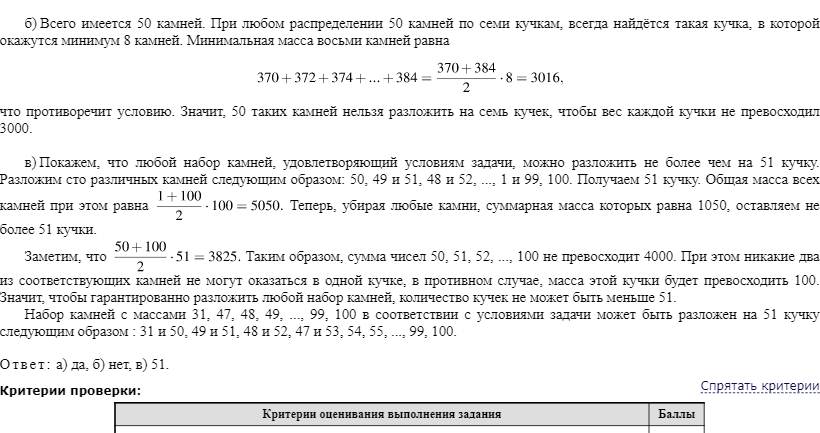 б) Всего имеется 50 камней. При любом распределении 50 камней по семи кучкам, всегда найдётся такая кучка, в которой
окажутся минимум 8 камней. Минимальная масса восьми камней равна
370 + 372 + 374 + ... + 384 = (370 + 384)/2 · 8 = 3016,
что противоречит условию. Значит, 50 таких камней нельзя разложить на семь кучек, чтобы вес каждой кучки не превосходил
3000.
в) Покажем, что любой набор камней, удовлетворяющий условиям задачи, можно разложить не более чем на 51 кучку.
Разложим сто различных камней следующим образом: 50, 49 и 51, 48 и 52, ..., 1 и 99, 100. Получаем 51 кучку. Общая масса всех
камней при этом равна (1 + 100)/2 · 100 = 5050. Теперь, убирая любые камни, суммарная масса которых равна 1050, оставляем не
более 51 кучки.
Заметим, что (50 + 100)/2 · 51 = 3825. Таким образом, сумма чисел 50, 51, 52, ..., 100 не превосходит 4000. При этом никакие два
из соответствующих камней не могут оказаться в одной кучке, в противном случае, масса этой кучки будет превосходить 100.
Значит, чтобы гарантированно разложить любой набор камней, количество кучек не может быть меньше 51.
Набор камней с массами 31, 47, 48, 49, ..., 99, 100 в соответствии с условиями задачи может быть разложен на 51 кучку
следующим образом : 31 и 50, 49 и 51, 48 и 52, 47 и 53, 54, 55, ..., 99, 100.
Ответ: а) да, б) нет, в) 51.
Критерии проверки:
Спрятать критерии
Критерии оценивания выполнения задания Баллы